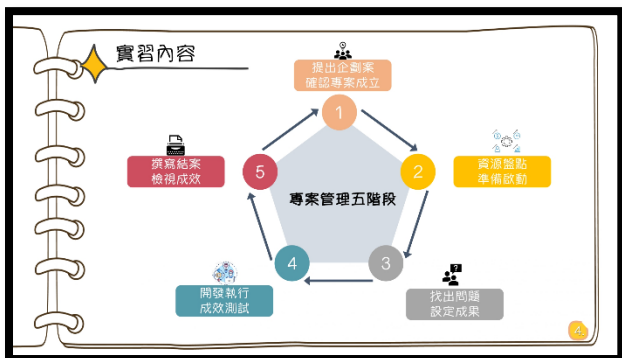 實習內容
提出企劃案
確認專案成立
1
資源盤點
準備啟動
2
找出問題
設定成果
3
開發執行
成效測試
4
撰寫結案
檢視成效
5
專案管理五階段
4